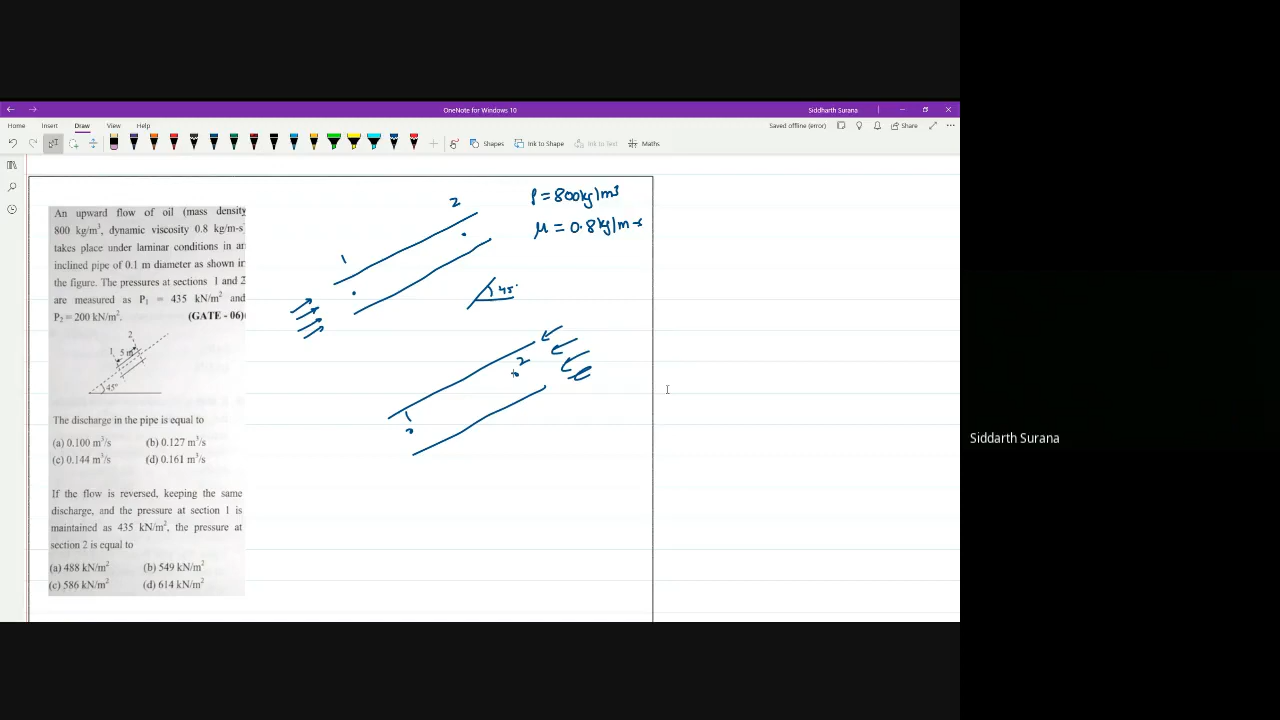 OneNote for Windows 10
Siddharth Surana
Home Insert Draw View Help
Saved offline (error)
Share
Shapes
Ink to Shape
Ink to Text
Maths
An upward flow of oil (mass density
800 kg/m³, dynamic viscosity 0.8 kg/m-s
takes place under laminar conditions in an
inclined pipe of 0.1 m diameter as shown in
the figure. The pressures at sections 1 and 2
are measured as P₁ = 435 kN/m² and
P₂ = 200 kN/m². (GATE - 06)
2
1 5 m
45°
The discharge in the pipe is equal to
(a) 0.100 m³/s (b) 0.127 m³/s
(c) 0.144 m³/s (d) 0.161 m³/s
If the flow is reversed, keeping the same
discharge, and the pressure at section 1 is
maintained as 435 kN/m², the pressure at
section 2 is equal to
(a) 488 kN/m² (b) 549 kN/m²
(c) 586 kN/m² (d) 614 kN/m²
ρ = 800 kg/m³
μ = 0.8 kg/m-s
2
1
45°
2
1
Siddarth Surana